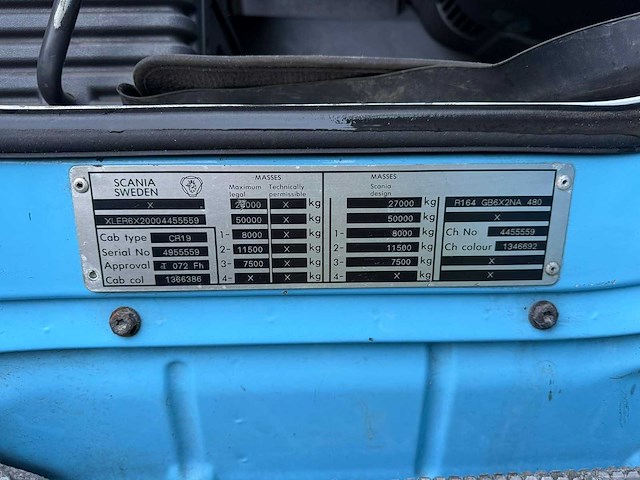 SCANIA
SWEDEN
X
XLER6X20004455559
Cab type CR19
Serial No 4955559
Approval T 072 Fh
Cab col 1366386
MASSES
Maximum legal Technically permissible
27000 X kg
50000 X kg
1- 8000 X kg
2- 11500 X kg
3- 7500 X kg
4- X X kg
MASSES
Scania design
27000 kg
50000 kg
1- 8000 kg
2- 11500 kg
3- 7500 kg
4- X kg
R164 GB6X2NA 480
X
Ch No 4455559
Ch colour 1346692
X
X